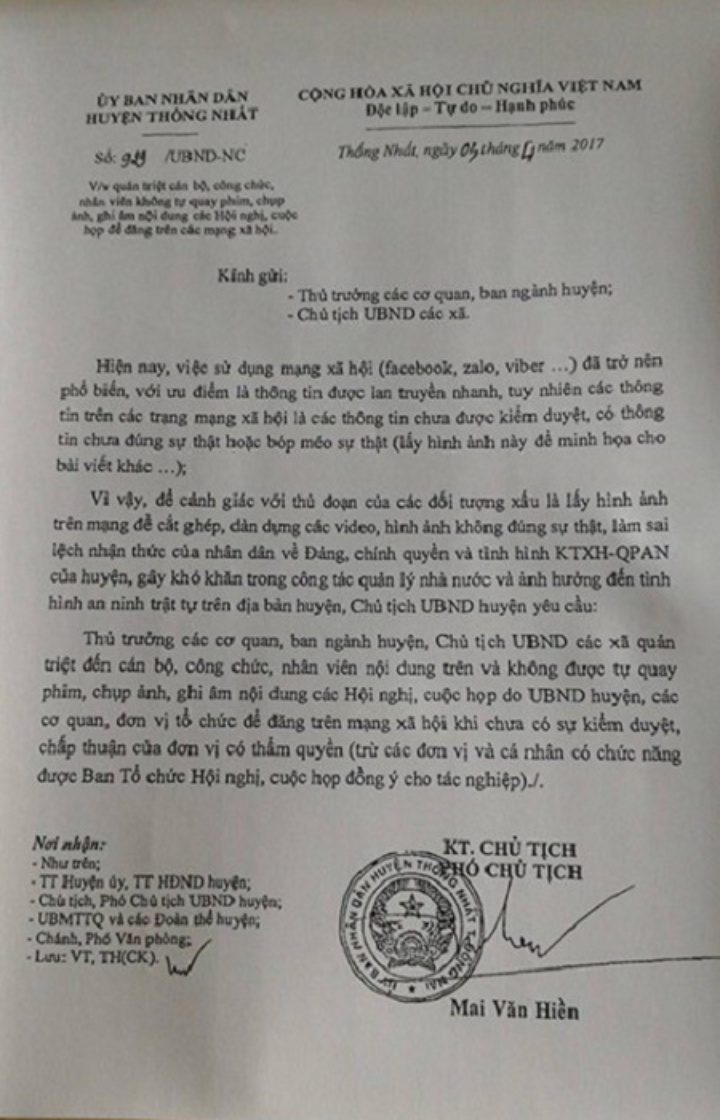 ỦY BAN NHÂN DÂN
HUYỆN THỐNG NHẤT
CỘNG HÒA XÃ HỘI CHỦ NGHĨA VIỆT NAM
Độc lập – Tự do – Hạnh phúc
Số: /UBND-NC
Thống Nhất, ngày tháng 4 năm 2017
V/v quán triệt cán bộ, công chức,
nhân viên không tự quay phim, chụp
ảnh, ghi âm nội dung các Hội nghị, cuộc
họp để đăng trên các mạng xã hội.
Kính gửi:
- Thủ trưởng các cơ quan, ban ngành huyện;
- Chủ tịch UBND các xã.
Hiện nay, việc sử dụng mạng xã hội (facebook, zalo, viber ...) đã trở nên
phổ biến, với ưu điểm là thông tin được lan truyền nhanh, tuy nhiên các thông
tin trên các trang mạng xã hội là các thông tin chưa được kiểm duyệt, có thông
tin chưa đúng sự thật hoặc bóp méo sự thật (lấy hình ảnh này để minh họa cho
bài viết khác ...);
Vì vậy, để cảnh giác với thủ đoạn của các đối tượng xấu là lấy hình ảnh
trên mạng để cắt ghép, dàn dựng các video, hình ảnh không đúng sự thật, làm sai
lệch nhận thức của nhân dân về Đảng, chính quyền và tình hình KTXH-QPAN
của huyện, gây khó khăn trong công tác quản lý nhà nước và ảnh hưởng đến tình
hình an ninh trật tự trên địa bàn huyện, Chủ tịch UBND huyện yêu cầu:
Thủ trưởng các cơ quan, ban ngành huyện, Chủ tịch UBND các xã quán
triệt đến cán bộ, công chức, nhân viên nội dung trên và không được tự quay
phim, chụp ảnh, ghi âm nội dung các Hội nghị, cuộc họp do UBND huyện, các
cơ quan, đơn vị tổ chức để đăng trên mạng xã hội khi chưa có sự kiểm duyệt,
chấp thuận của đơn vị có thẩm quyền (trừ các đơn vị và cá nhân có chức năng
được Ban Tổ chức Hội nghị, cuộc họp đồng ý cho tác nghiệp)./.
Nơi nhận:
- Như trên;
- TT Huyện ủy, TT HĐND huyện;
- Chủ tịch, Phó Chủ tịch UBND huyện;
- UBMTTQ và các Đoàn thể huyện;
- Chánh, Phó Văn phòng;
- Lưu: VT, TH(CK).
KT. CHỦ TỊCH
PHÓ CHỦ TỊCH
ỦY BAN NHÂN DÂN HUYỆN THỐNG NHẤT T. ĐỒNG NAI
Mai Văn Hiền